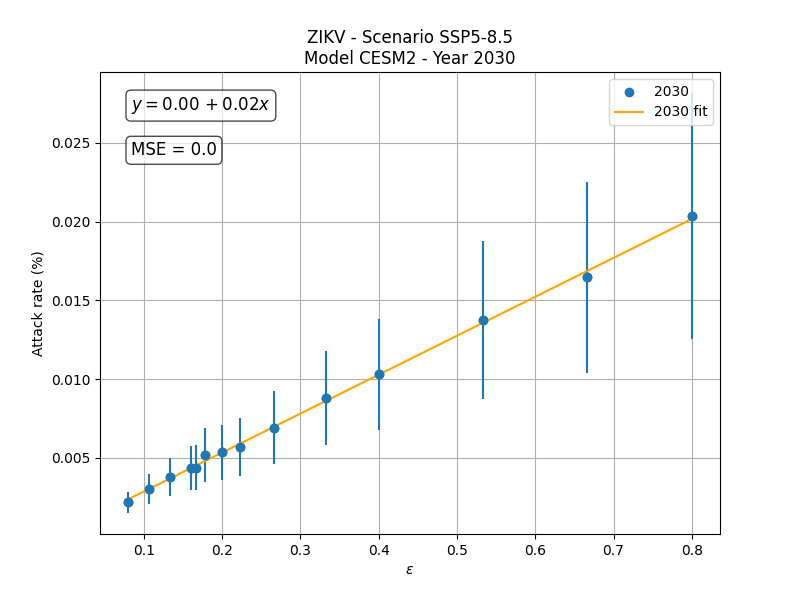 ZIKV - Scenario SSP5-8.5
Model CESM2 - Year 2030
y = 0.00 + 0.02x
MSE = 0.0
2030
2030 fit
Attack rate (%)
0.025
0.020
0.015
0.010
0.005
0.1 0.2 0.3 0.4 0.5 0.6 0.7 0.8
ε